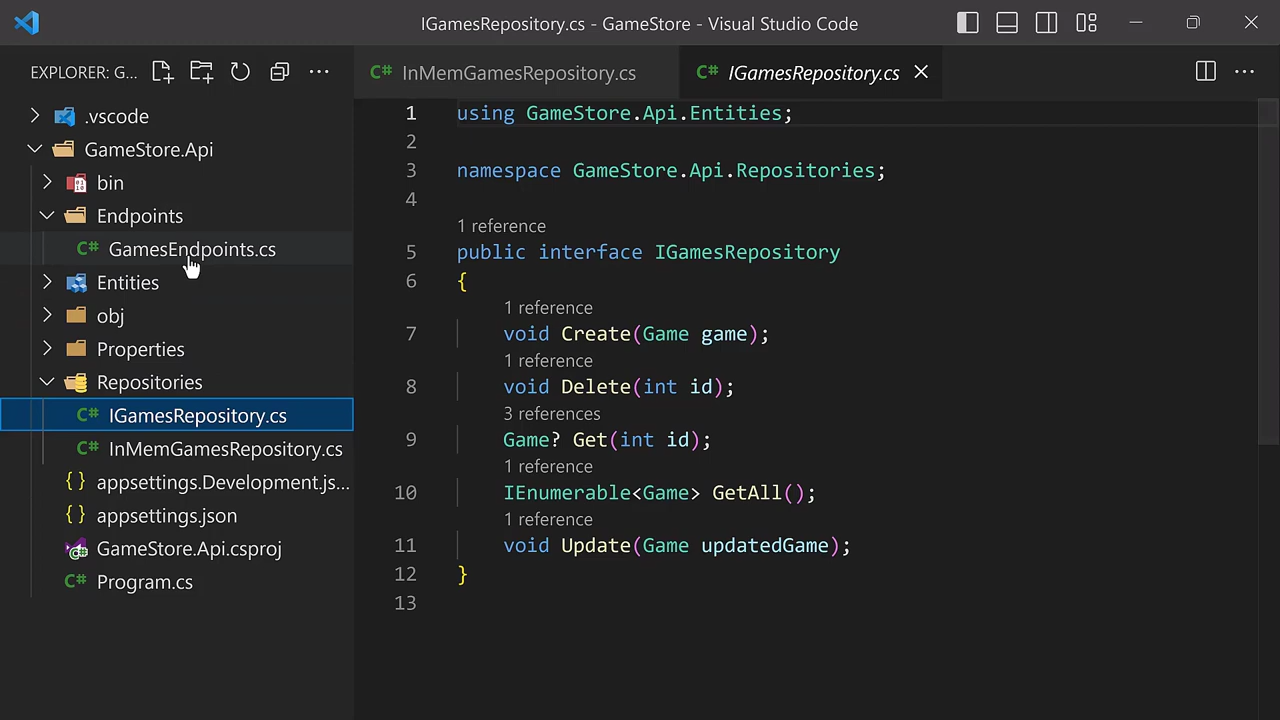 IGamesRepository.cs - GameStore - Visual Studio Code
EXPLORER: G...
.vscode
GameStore.Api
bin
Endpoints
C# GamesEndpoints.cs
Entities
obj
Properties
Repositories
C# IGamesRepository.cs
C# InMemGamesRepository.cs
{} appsettings.Development.js...
{} appsettings.json
GameStore.Api.csproj
C# Program.cs
C# InMemGamesRepository.cs
C# IGamesRepository.cs
1 using GameStore.Api.Entities;
2
3 namespace GameStore.Api.Repositories;
4
1 reference
5 public interface IGamesRepository
6 {
1 reference
7 void Create(Game game);
1 reference
8 void Delete(int id);
3 references
9 Game? Get(int id);
1 reference
10 IEnumerable<Game> GetAll();
1 reference
11 void Update(Game updatedGame);
12 }
13